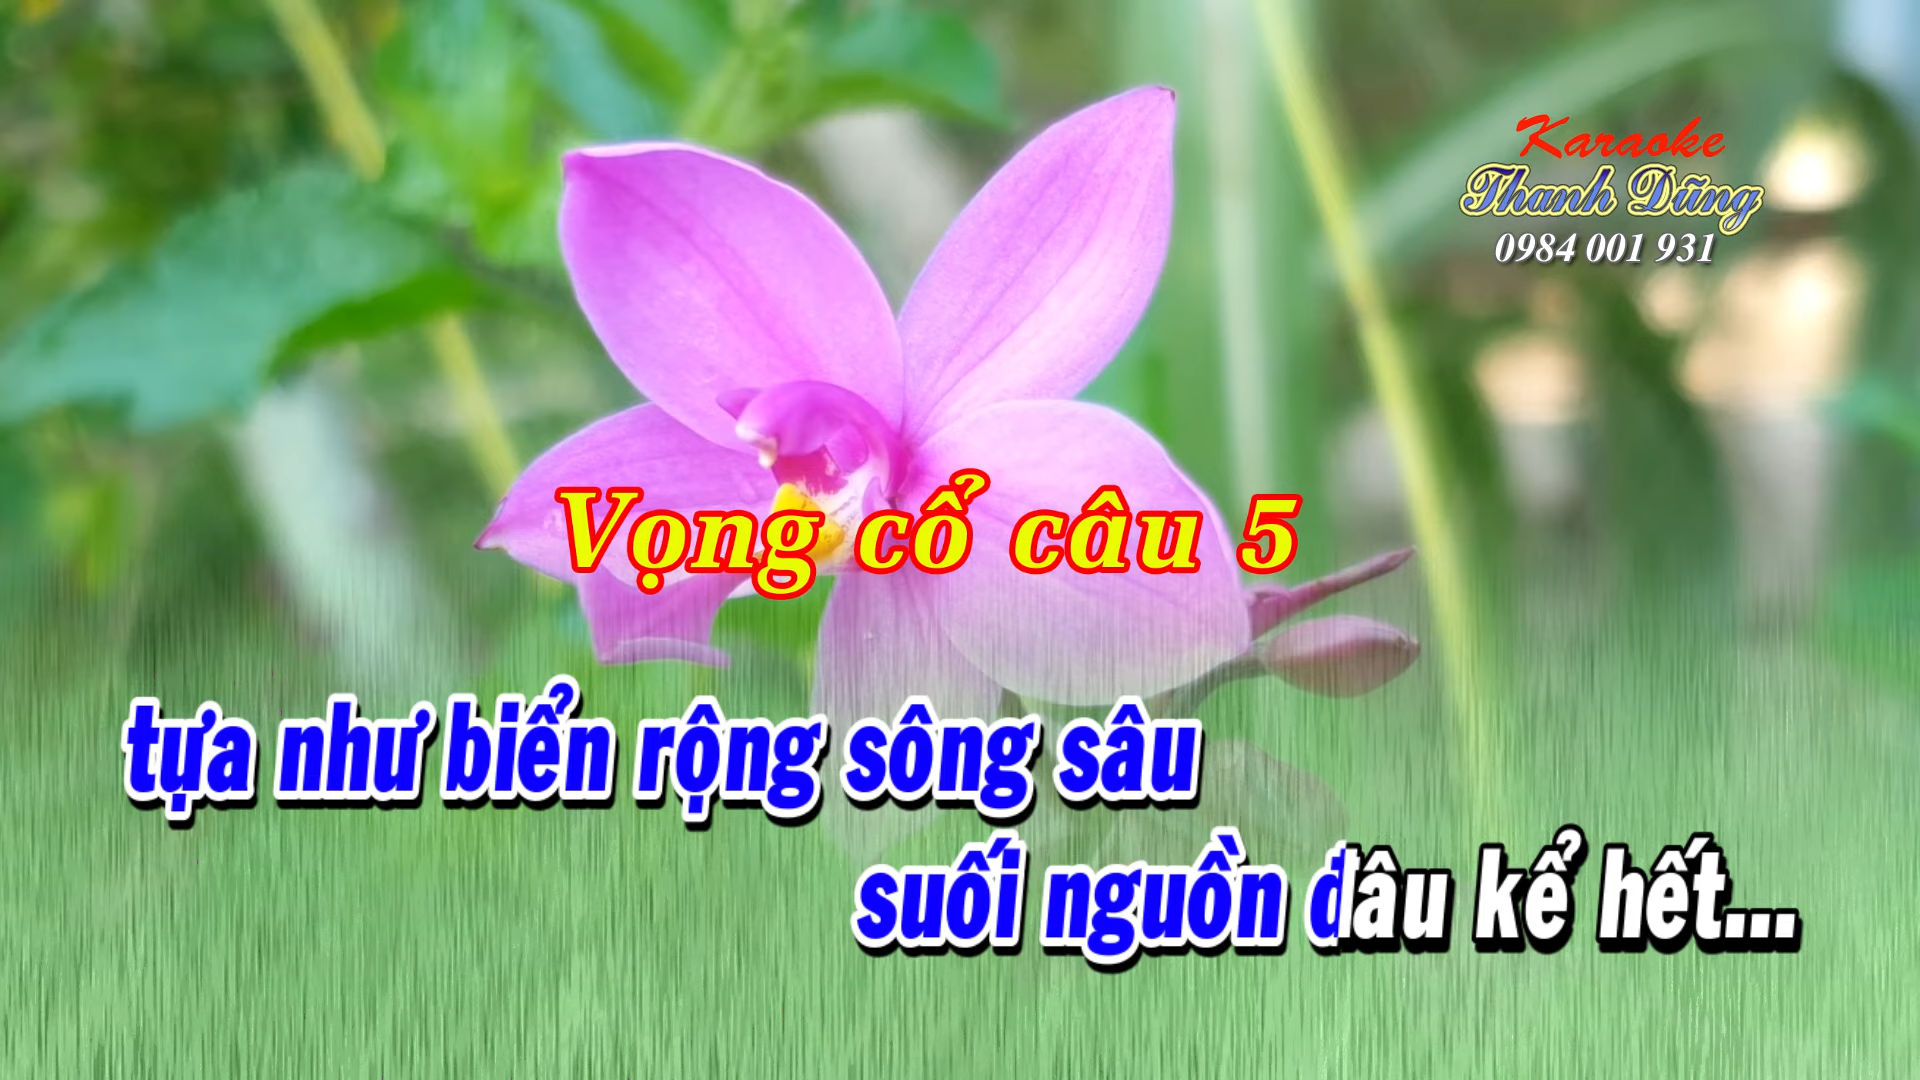 Karaoke
Thanh Dũng
0984 001 931
Vọng cổ câu 5
tựa như biển rộng sông sâu
suối nguồn đâu kể hết...